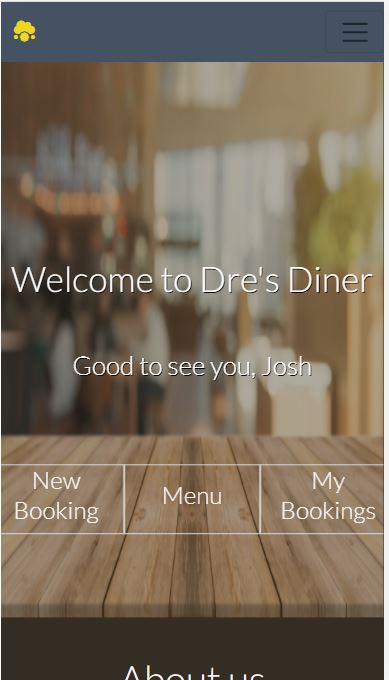 Welcome to Dre's Diner
Good to see you, Josh
New
Booking
Menu
My
Bookings
About us